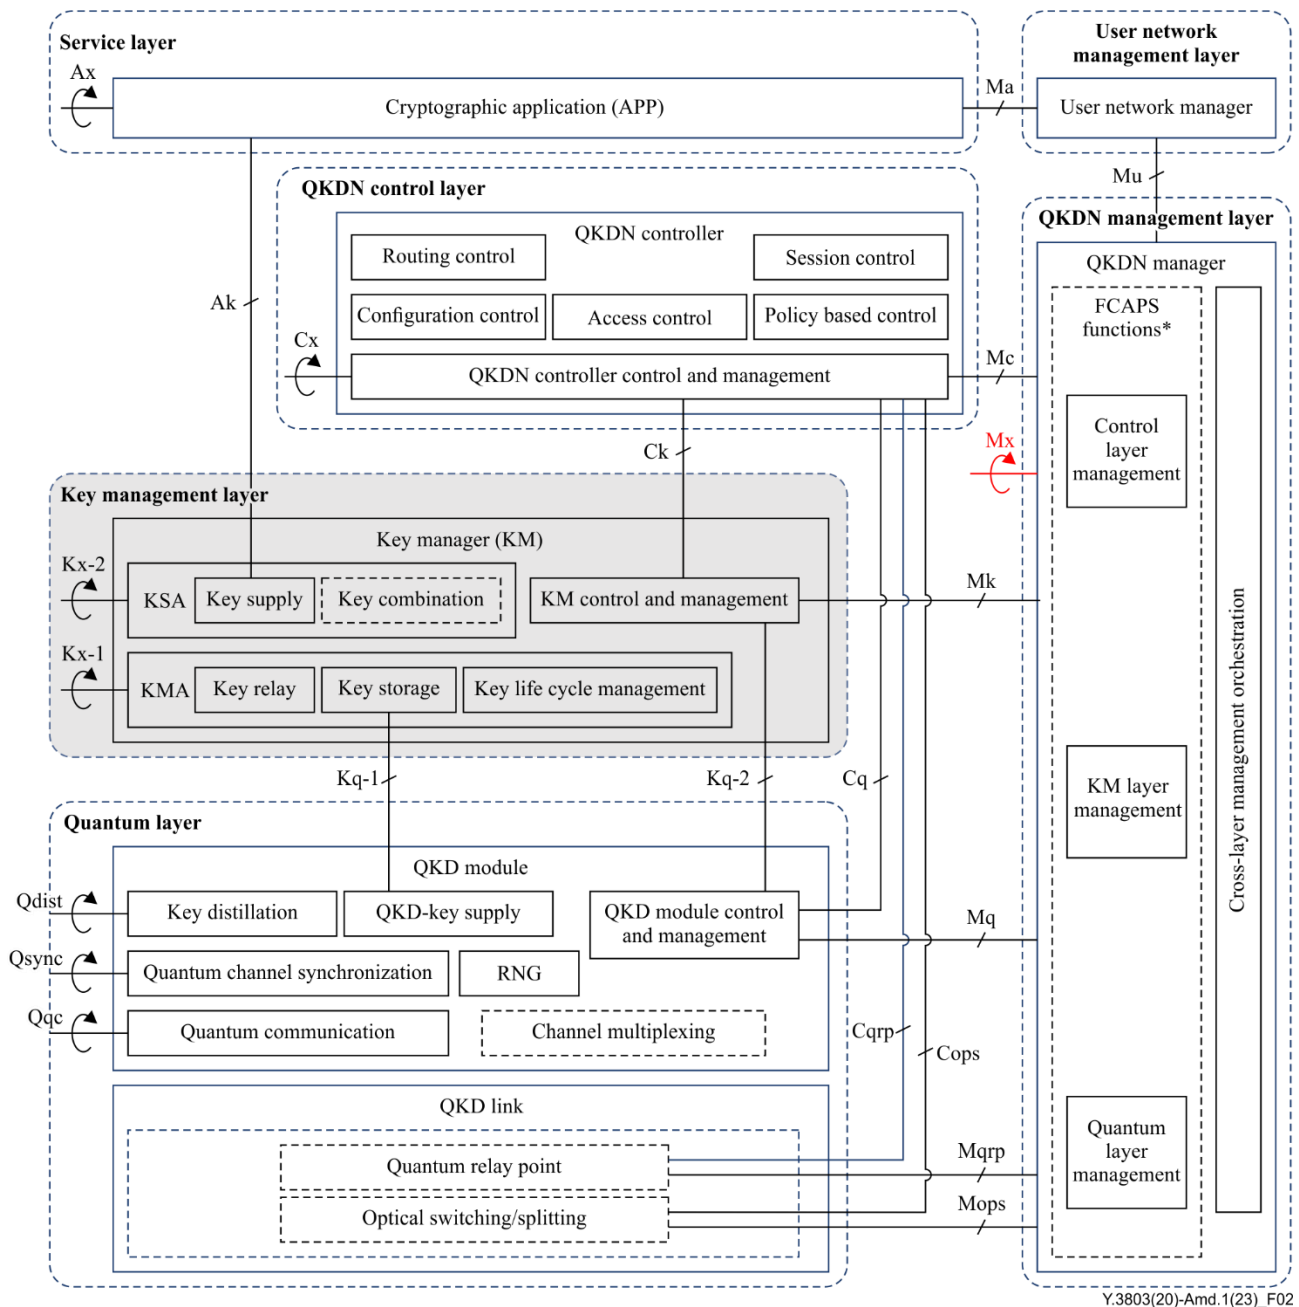 Service layer
Ax
Cryptographic application (APP)
Ma
User network
management layer
User network manager
Mu
QKDN control layer
QKDN controller
Routing control
Session control
Configuration control
Access control
Policy based control
Cx
QKDN controller control and management
Ak
Mc
Ck
QKDN management layer
QKDN manager
FCAPS
functions*
Control
layer
management
Mx
Cross-layer management orchestration
KM layer
management
Quantum
layer
management
Key management layer
Key manager (KM)
Kx-2
KSA
Key supply
Key combination
KM control and management
Mk
Kx-1
KMA
Key relay
Key storage
Key life cycle management
Kq-1
Kq-2
Cq
Quantum layer
QKD module
Qdist
Key distillation
QKD-key supply
QKD module control
and management
Mq
Qsync
Quantum channel synchronization
RNG
Qqc
Quantum communication
Channel multiplexing
Cqrp
Cops
QKD link
Quantum relay point
Mqrp
Optical switching/splitting
Mops
Y.3803(20)-Amd.1(23)_F02